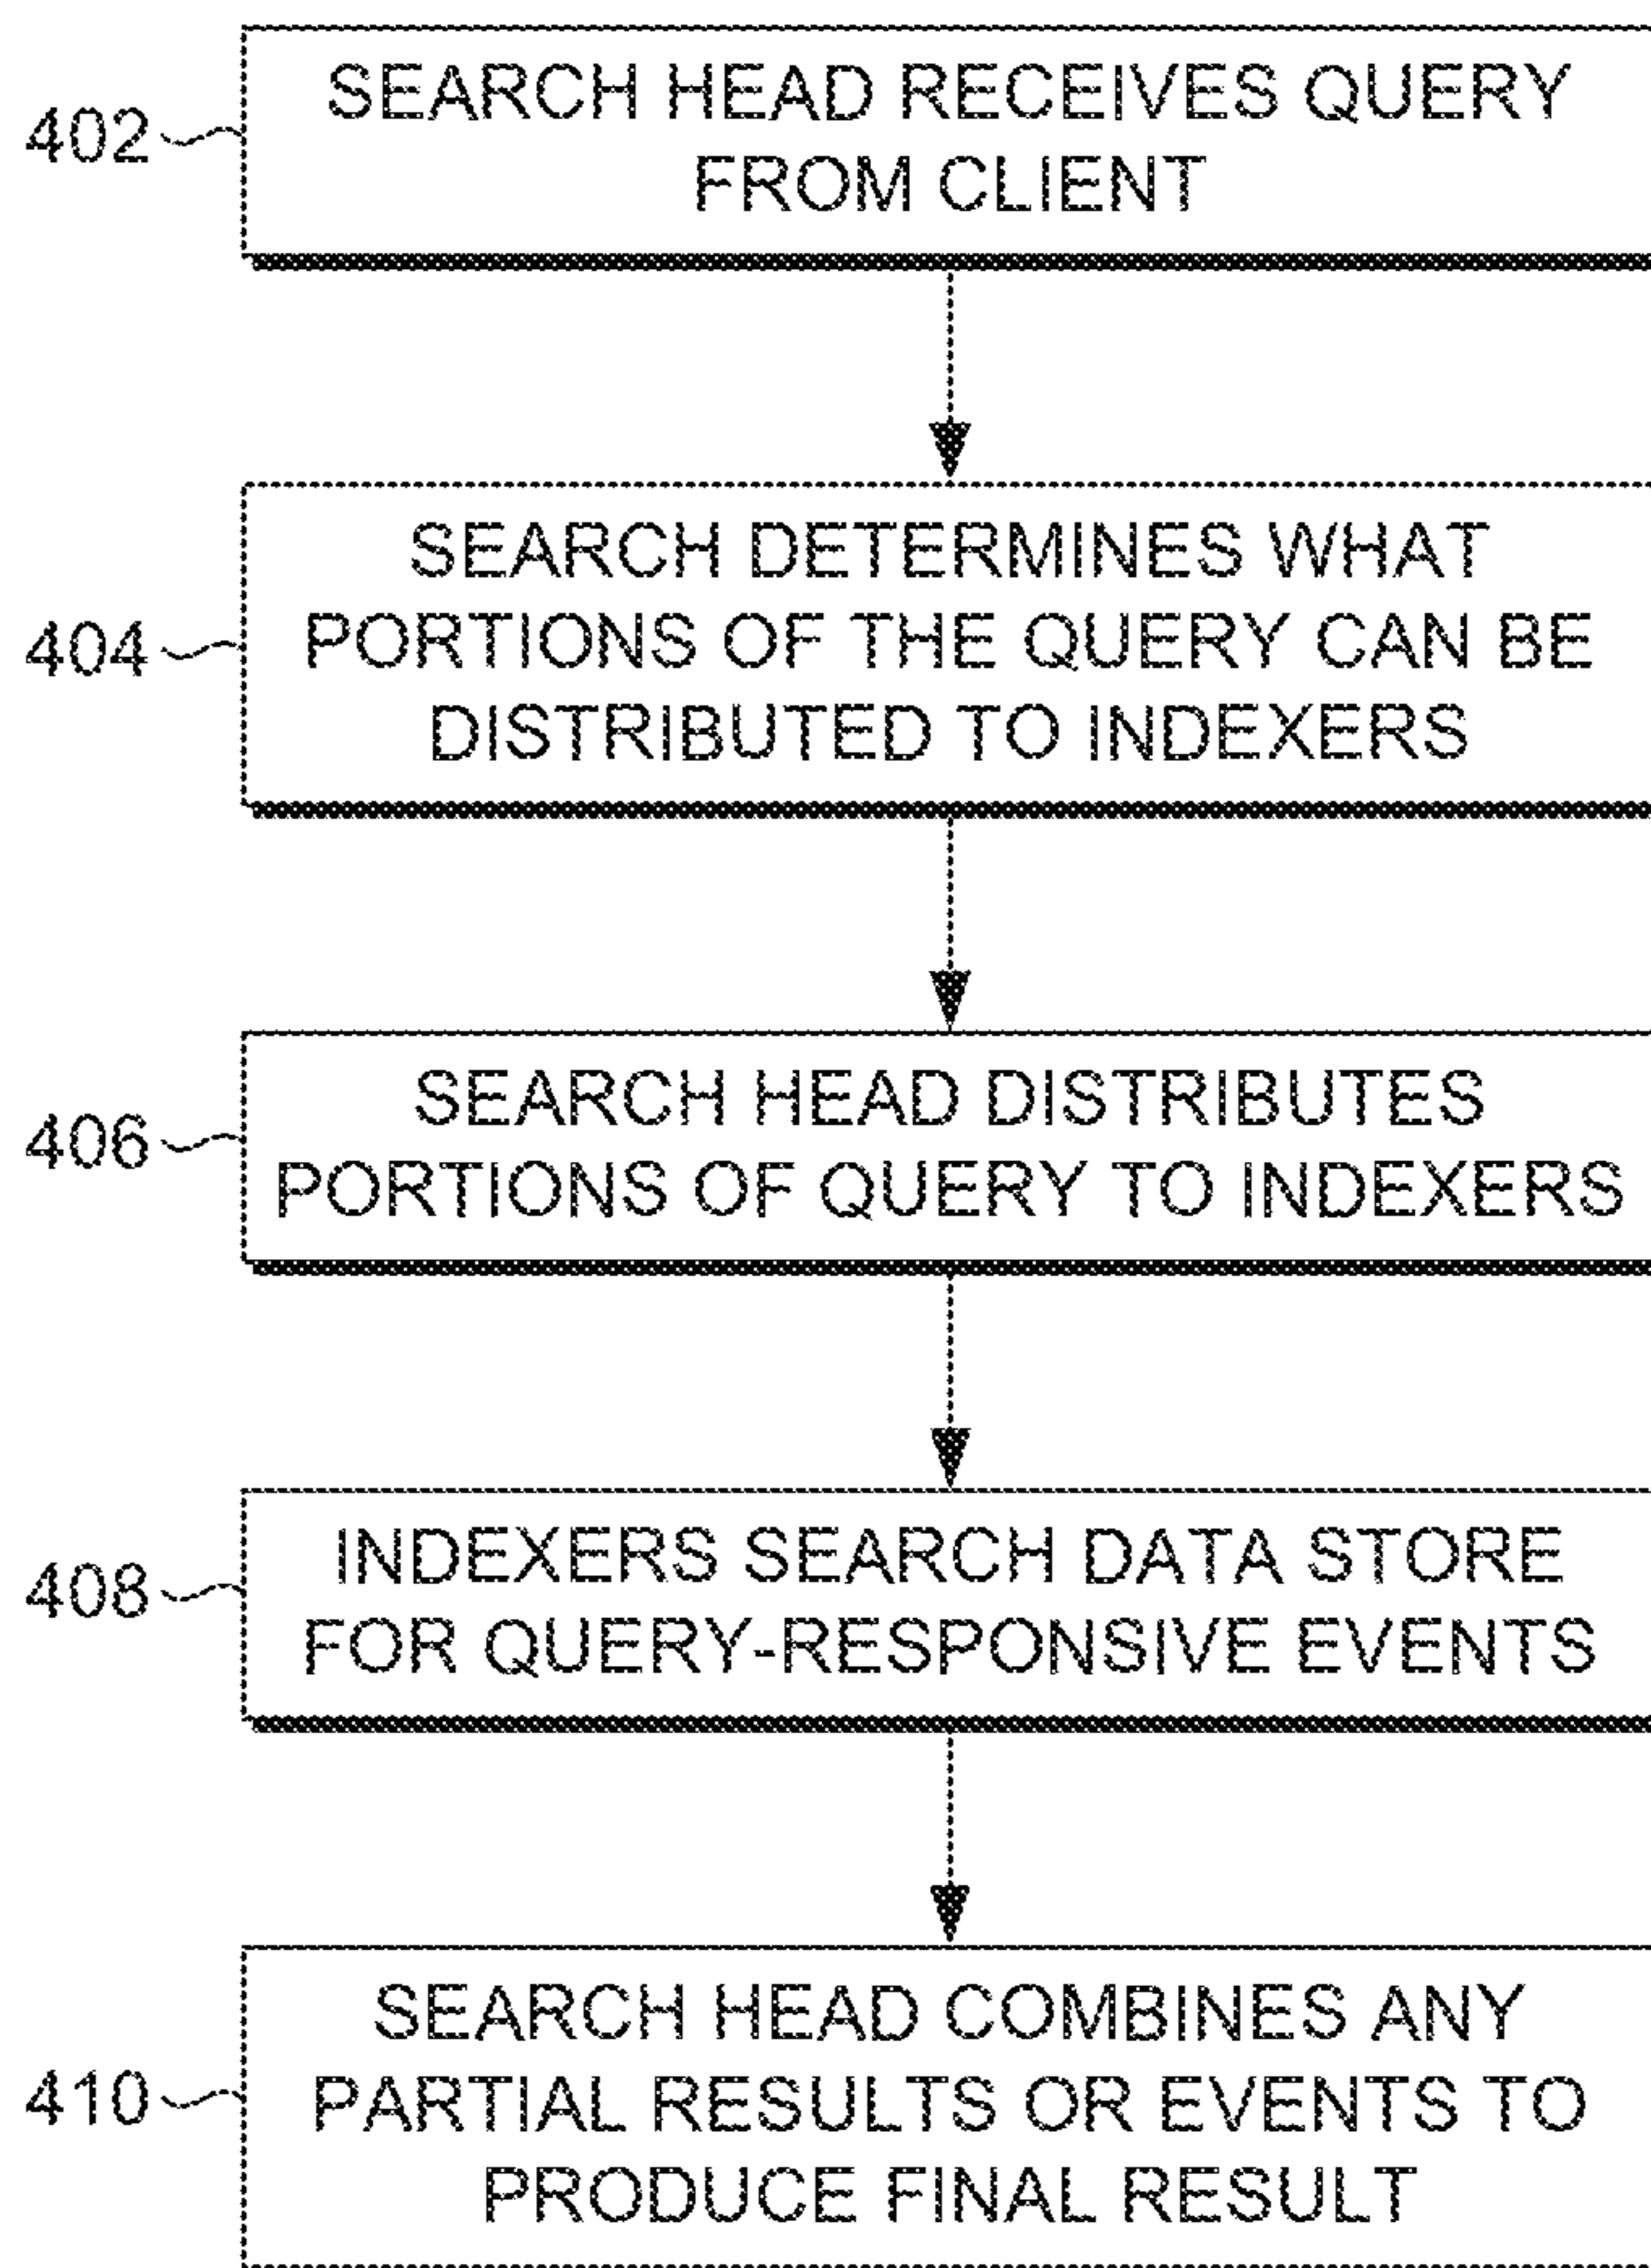 402
SEARCH HEAD RECEIVES QUERY
FROM CLIENT
404
SEARCH DETERMINES WHAT
PORTIONS OF THE QUERY CAN BE
DISTRIBUTED TO INDEXERS
406
SEARCH HEAD DISTRIBUTES
PORTIONS OF QUERY TO INDEXERS
408
INDEXERS SEARCH DATA STORE
FOR QUERY-RESPONSIVE EVENTS
410
SEARCH HEAD COMBINES ANY
PARTIAL RESULTS OR EVENTS TO
PRODUCE FINAL RESULT